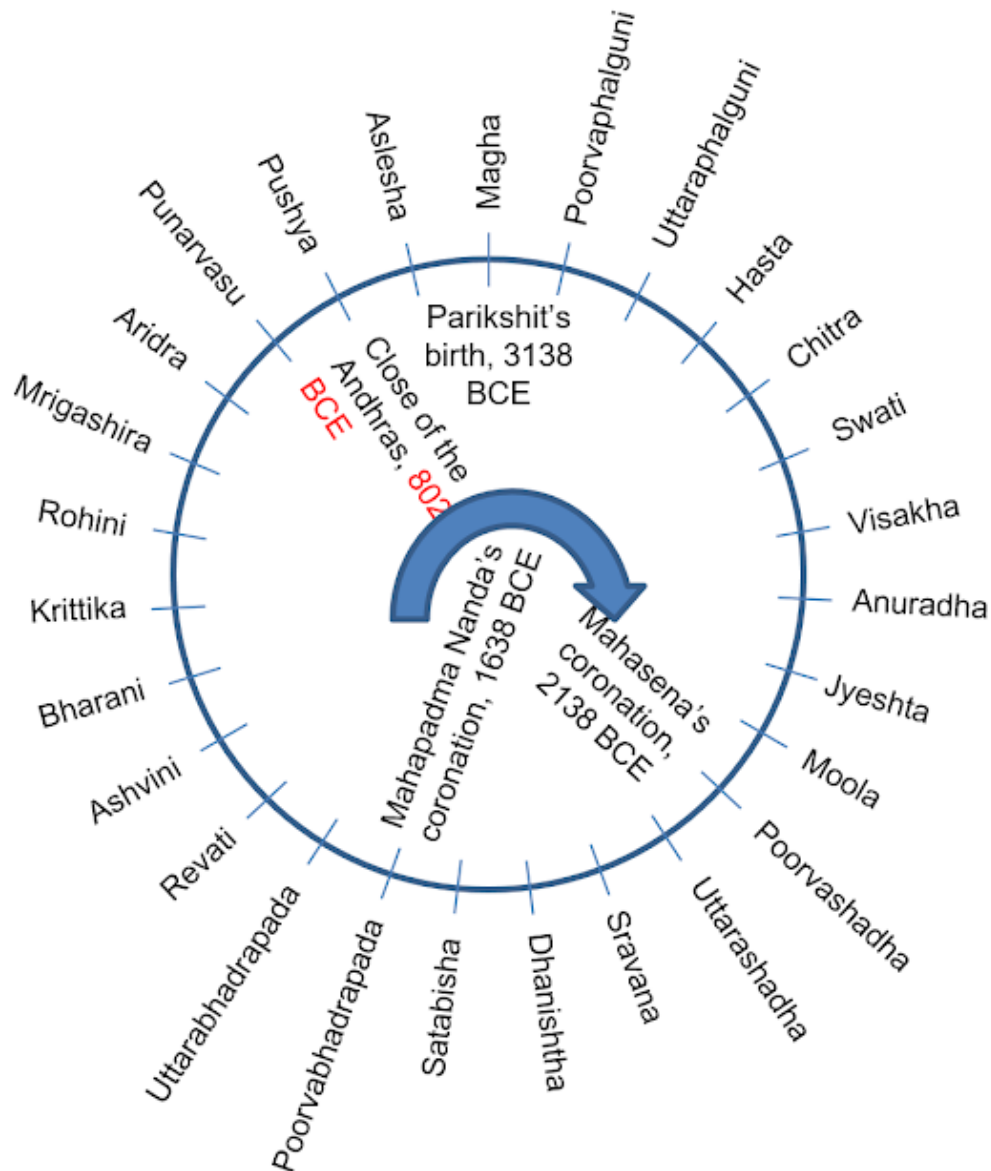 Magha
Poorvaphalguni
Uttaraphalguni
Hasta
Chitra
Swati
Visakha
Anuradha
Jyeshta
Moola
Poorvashadha
Uttarashadha
Sravana
Dhanishtha
Satabisha
Poorvabhadrapada
Uttarabhadrapada
Revati
Ashvini
Bharani
Krittika
Rohini
Mrigashira
Aridra
Punarvasu
Pushya
Aslesha
Parikshit’s
birth, 3138
BCE
Close of the
Andhras, 802
BCE
Mahapadma Nanda’s
coronation, 1638 BCE
Mahasena’s
coronation,
2138 BCE